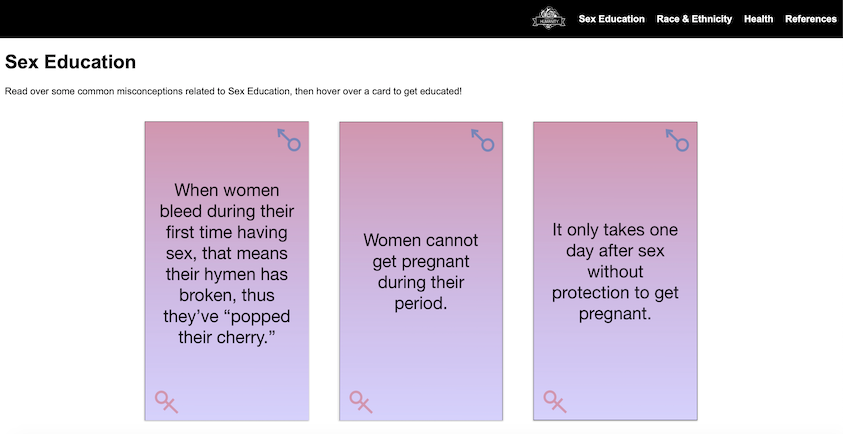 HUMANITY
Sex Education Race & Ethnicity Health References
Sex Education
Read over some common misconceptions related to Sex Education, then hover over a card to get educated!
When women
bleed during their
first time having
sex, that means
their hymen has
broken, thus
they’ve “popped
their cherry.”
Women cannot
get pregnant
during their
period.
It only takes one
day after sex
without
protection to get
pregnant.